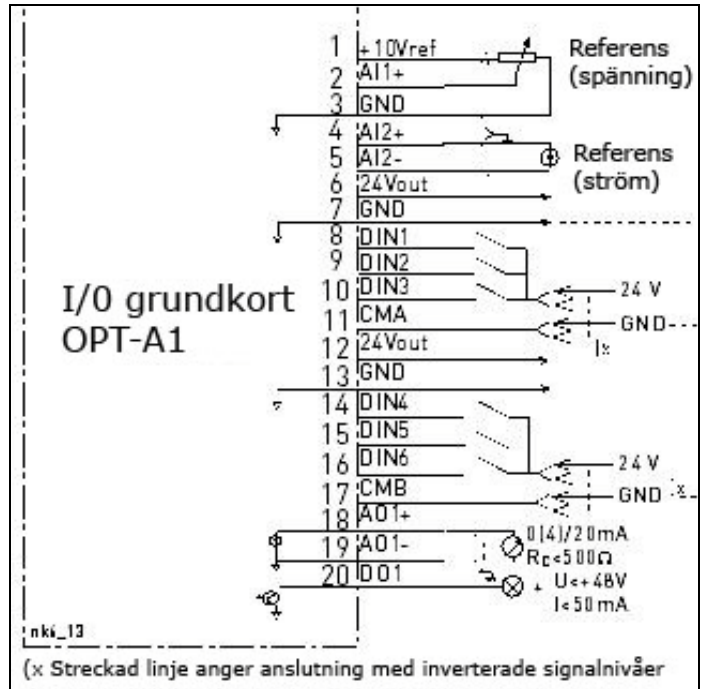 1 +10Vref
2 AI1+
3 GND
4 AI2+
5 AI2-
6 24Vout
7 GND
8 DIN1
9 DIN2
10 DIN3
11 CMA
12 24Vout
13 GND
14 DIN4
15 DIN5
16 DIN6
17 CMB
18 AO1+
19 AO1-
20 DO1
Referens
(spänning)
Referens
(ström)
I/0 grundkort
OPT-A1
24 V
GND
x
24 V
GND
x
0(4)/20mA
<500Ω
+ U<+48V
I<50mA
nk6_13
(x Streckad linje anger anslutning med inverterade signalnivåer